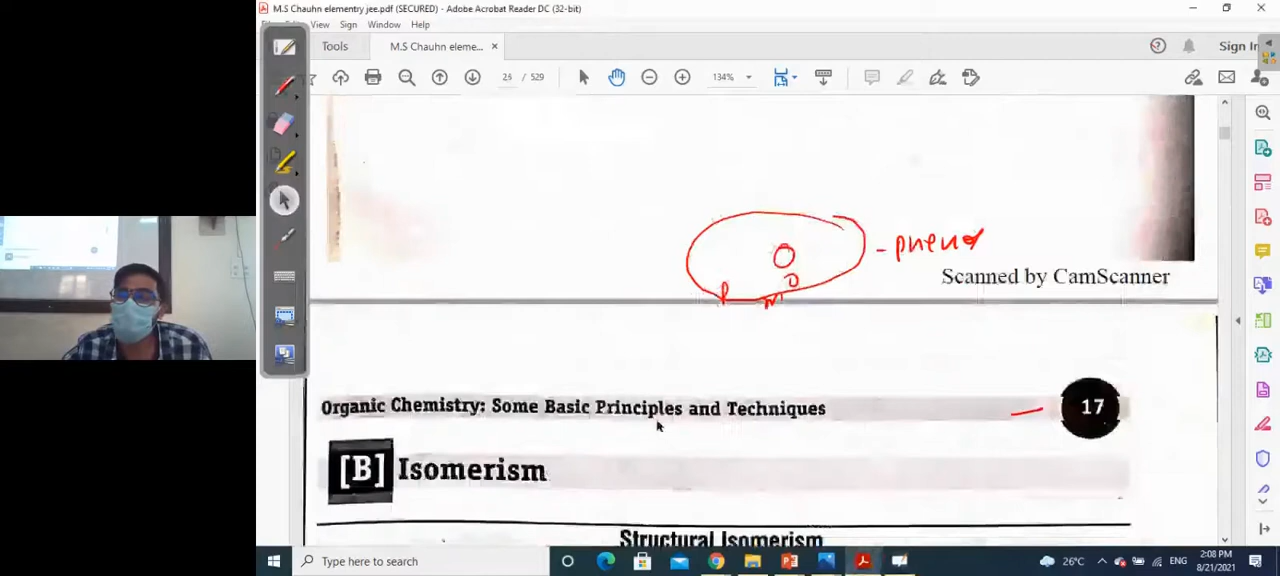 M.S Chauhn elementry jee.pdf (SECURED) - Adobe Acrobat Reader DC (32-bit)
View Sign Window Help
Tools
M.S Chauhn eleme... ×
Sign In
/ 529
134%
O
O
P
m
Scanned by CamScanner
Organic Chemistry: Some Basic Principles and Techniques
17
[B] Isomerism
Structural Isomerism
Type here to search
26°C
ENG
2:08 PM
8/21/2021